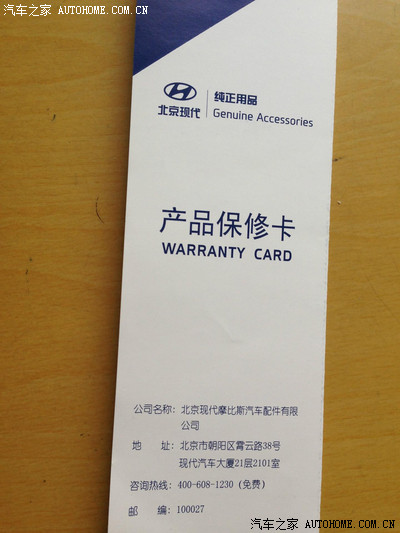 汽车之家 AUTOHOME.COM.CN
北京现代
纯正用品
Genuine Accessories
产品保修卡
WARRANTY CARD
公司名称：北京现代摩比斯汽车配件有限
公司
地 址：北京市朝阳区霄云路38号
现代汽车大厦21层2101室
咨询热线：400-608-1230（免费）
邮 编：100027
汽车之家 AUTOHOME.COM.CN